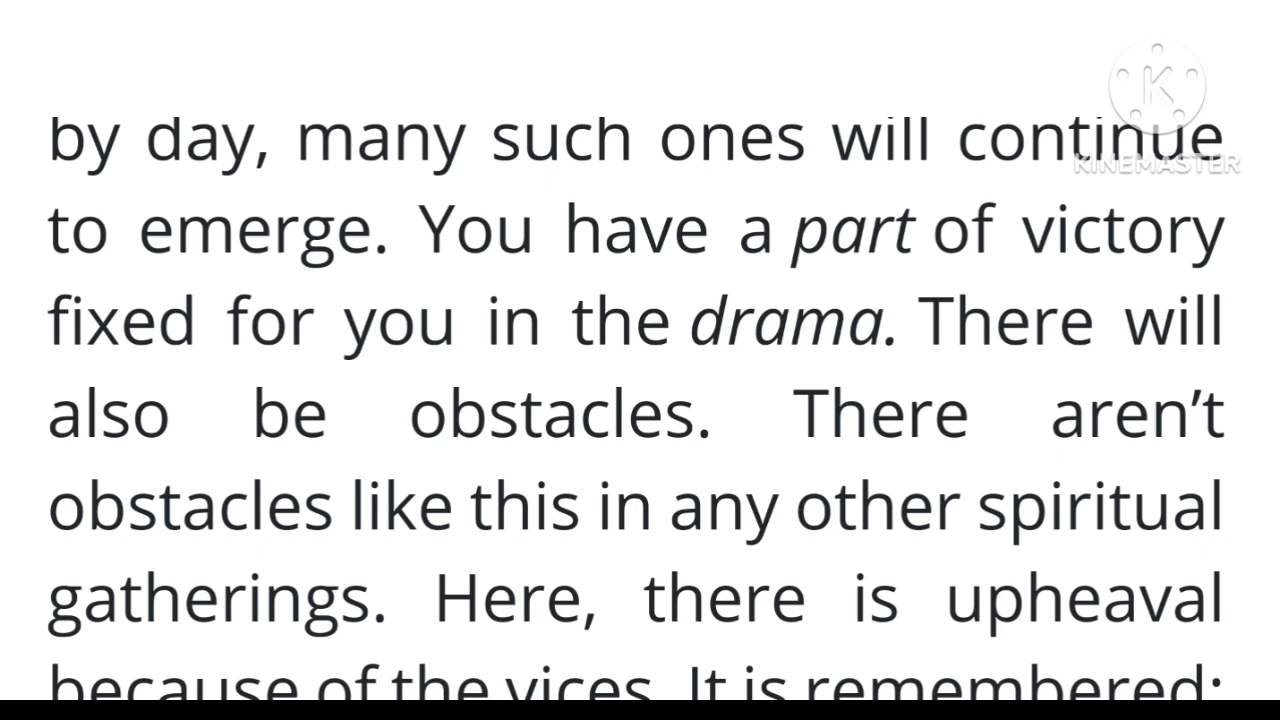 KINEMASTER
by day, many such ones will continue
to emerge. You have a part of victory
fixed for you in the drama. There will
also be obstacles. There aren’t
obstacles like this in any other spiritual
gatherings. Here, there is upheaval
because of the vices. It is remembered: